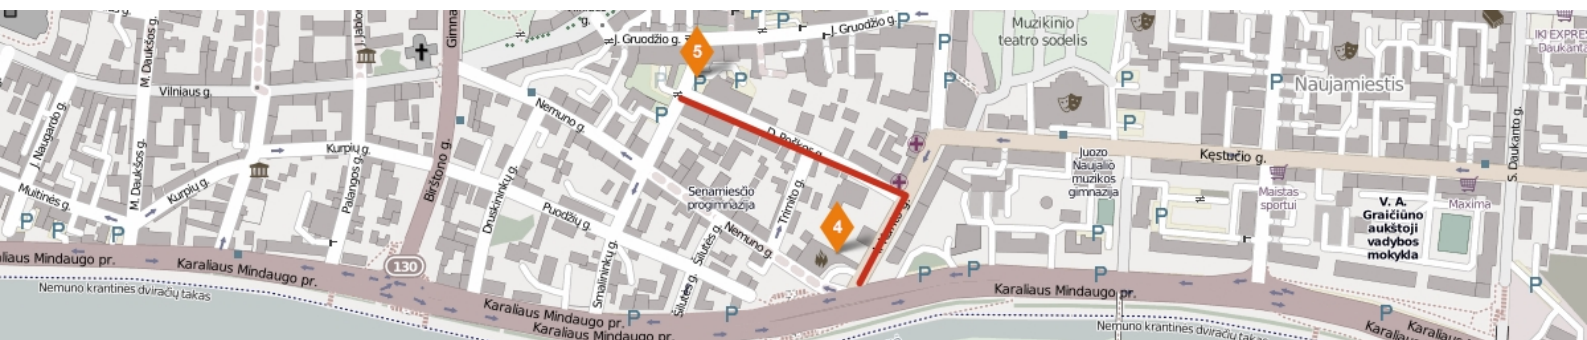 J. Gruodžio g.
J. Gruodžio g.
5
Muzikinio
teatro sodelis
IKI EXPRES
Daukanta
Naujamiestis
M. Daukšos g.
Vilniaus g.
Nemuno g.
D. Poškos g.
J. Naugardo g.
Kurpių g.
Birštono g.
Juozo
Naujalio
muzikos
gimnazija
Kęstučio g.
S. Daukanto g.
Maistas
sportui
Maxima
Muitinės g.
M. Daukšos g.
Kurpių g.
Palangos g.
Druskininkų g.
Puodžių g.
Senamiesčio
progimnazija
Trimito g.
4
V. A.
Graičiūno
aukštoji
vadybos
mokykla
Nemuno g.
Šilutės g.
Smalininkų g.
Šilutės g.
130
Karaliaus Mindaugo pr.
Karaliaus Mindaugo pr.
Karaliaus Mindaugo pr.
Karaliaus Mindaugo pr.
Nemuno krantinės dviračių takas
Karaliaus Mindaugo pr.
Nemuno krantinės dviračių takas